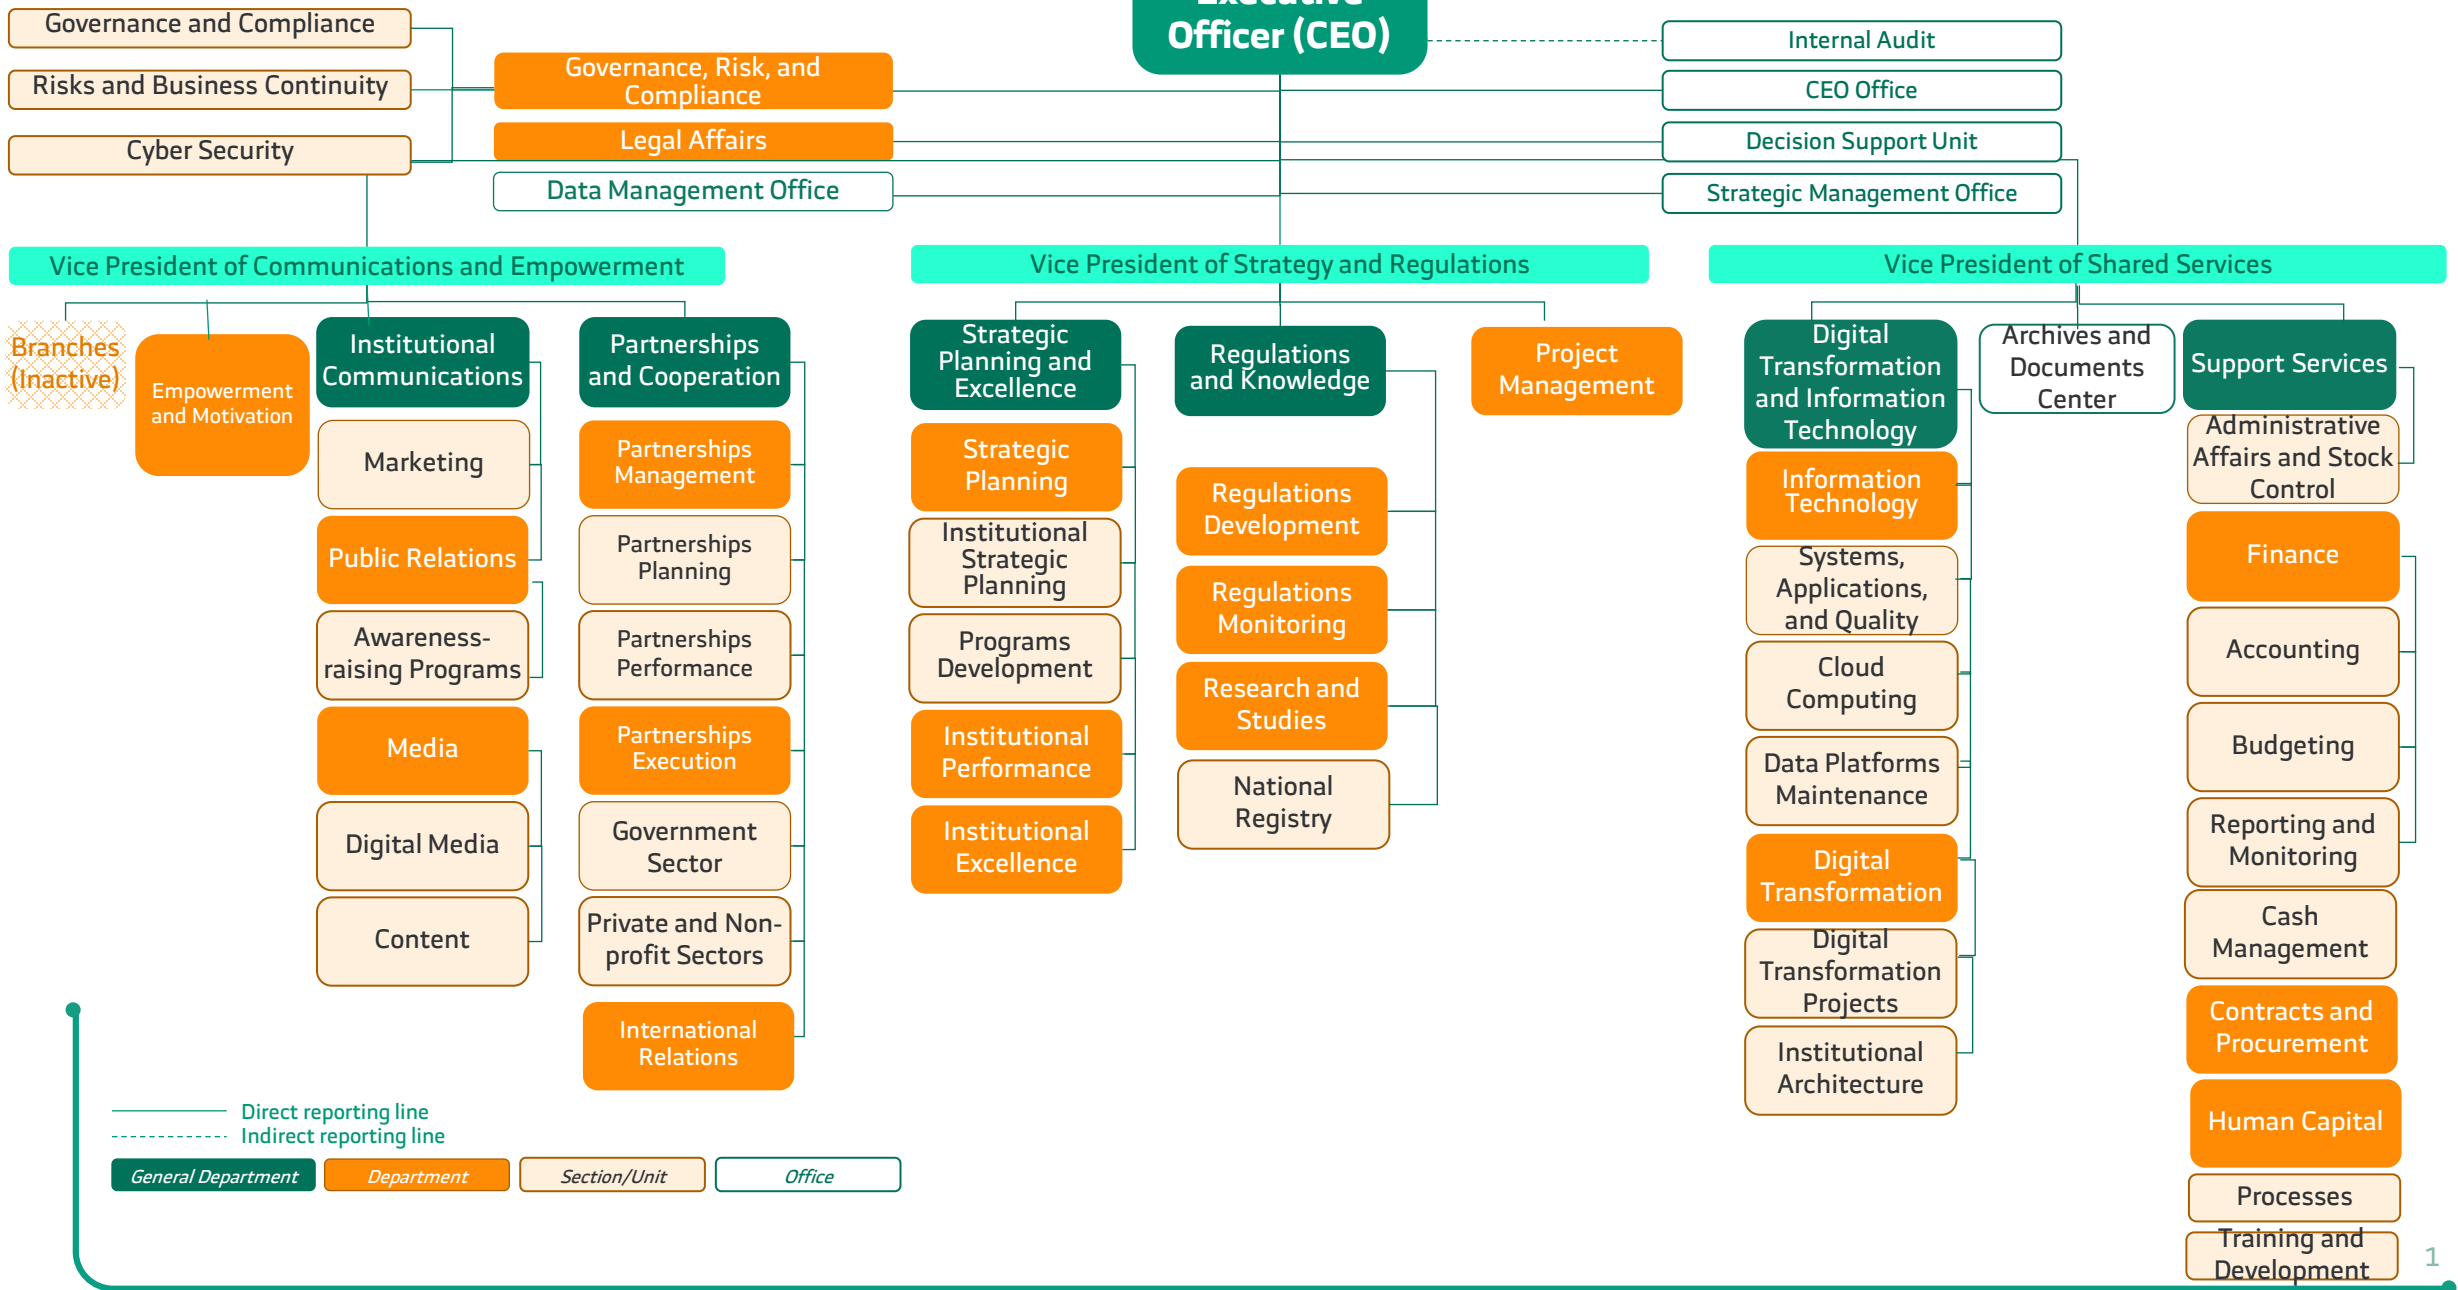 Executive
Officer (CEO)
Governance and Compliance
Risks and Business Continuity
Cyber Security
Governance, Risk, and
Compliance
Legal Affairs
Data Management Office
Internal Audit
CEO Office
Decision Support Unit
Strategic Management Office
Vice President of Communications and Empowerment
Branches
(Inactive)
Empowerment
and Motivation
Institutional
Communications
Marketing
Public Relations
Awareness-
raising Programs
Media
Digital Media
Content
Partnerships
and Cooperation
Partnerships
Management
Partnerships
Planning
Partnerships
Performance
Partnerships
Execution
Government
Sector
Private and Non-
profit Sectors
International
Relations
Vice President of Strategy and Regulations
Strategic
Planning and
Excellence
Strategic
Planning
Institutional
Strategic
Planning
Programs
Development
Institutional
Performance
Institutional
Excellence
Regulations
and Knowledge
Regulations
Development
Regulations
Monitoring
Research and
Studies
National
Registry
Project
Management
Vice President of Shared Services
Digital
Transformation
and Information
Technology
Information
Technology
Systems,
Applications,
and Quality
Cloud
Computing
Data Platforms
Maintenance
Digital
Transformation
Digital
Transformation
Projects
Institutional
Architecture
Archives and
Documents
Center
Support Services
Administrative
Affairs and Stock
Control
Finance
Accounting
Budgeting
Reporting and
Monitoring
Cash
Management
Contracts and
Procurement
Human Capital
Processes
Training and
Development
Direct reporting line
Indirect reporting line
General Department
Department
Section/Unit
Office
1